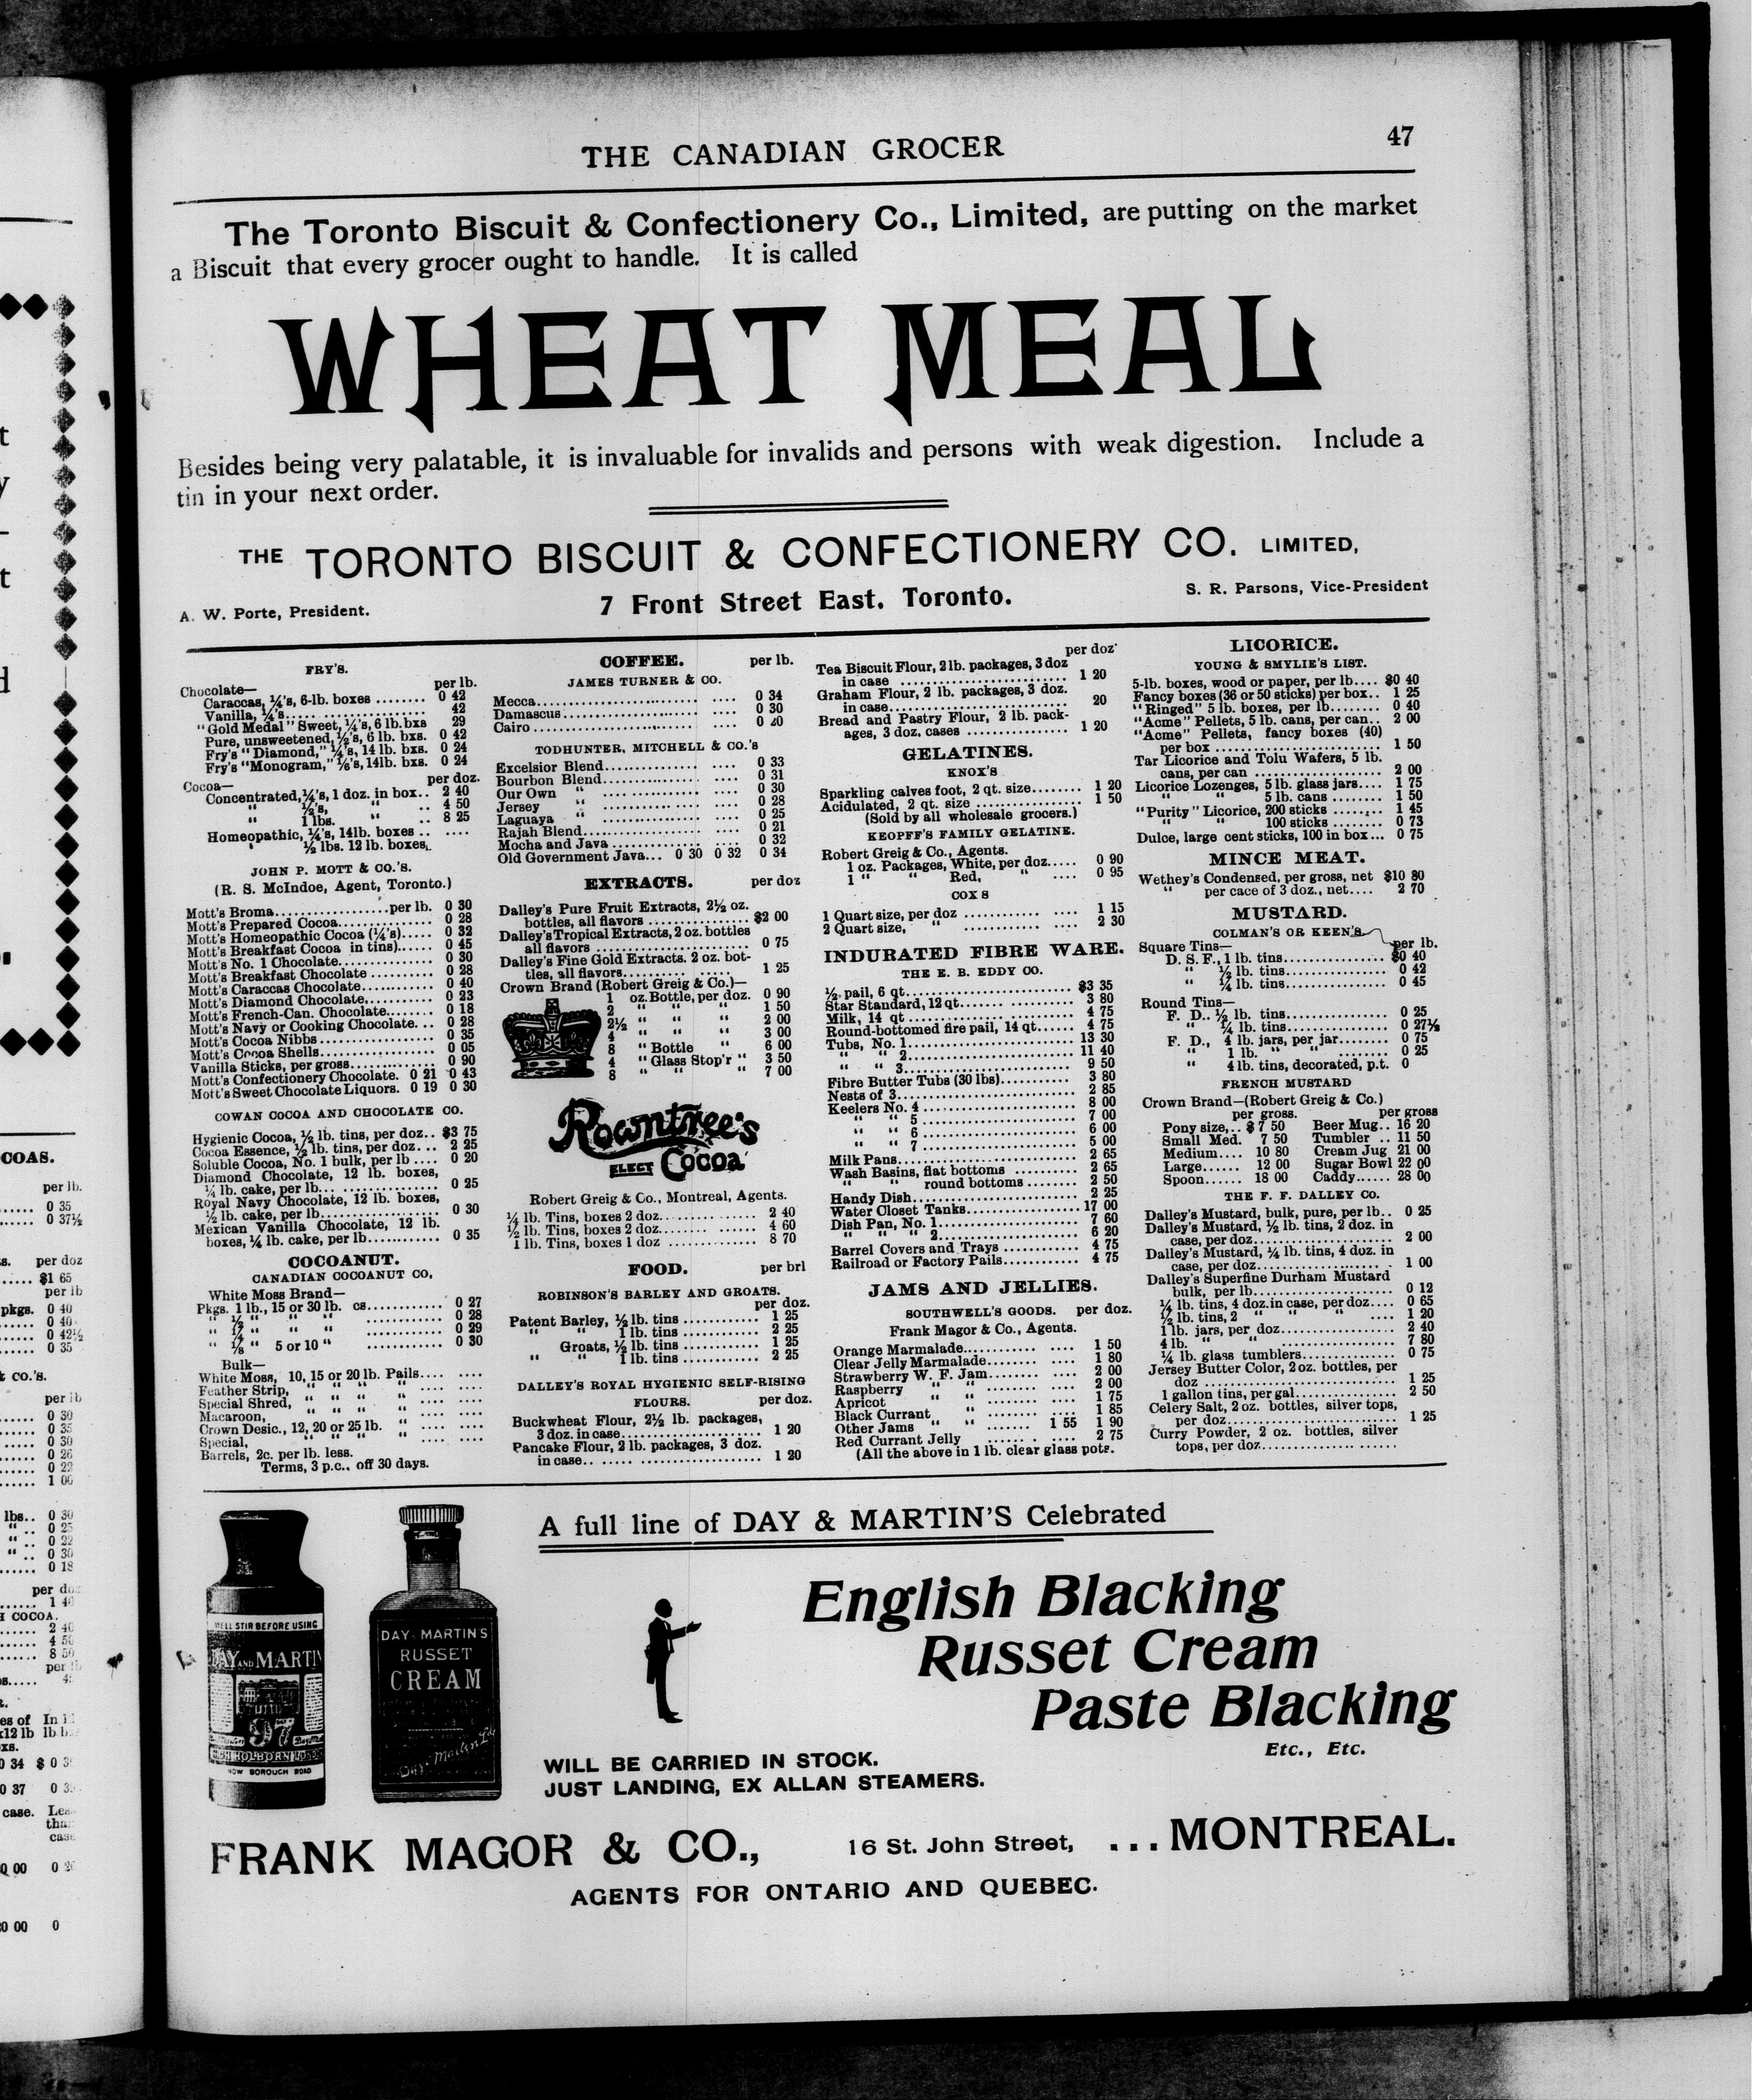 THE CANADIAN GROCER
47
The Toronto Biscuit & Confectionery Co., Limited, are putting on the market
a Biscuit that every grocer ought to handle. It is called
WHEAT MEAL
Besides being very palatable, it is invaluable for invalids and persons with weak digestion. Include a
tin in your next order.
THE TORONTO BISCUIT & CONFECTIONERY CO. LIMITED,
A. W. Porte, President.
7 Front Street East, Toronto.
S. R. Parsons, Vice-President
FRY'S.
Chocolate— per lb.
Caraccas, ¼'s, 6-lb. boxes ........ 0 42
Vanilla, ¼'s........................ 42
"Gold Medal" Sweet, ¼'s, 6 lb. bxs 29
Pure, unsweetened, ½'s, 6 lb. bxs. 0 42
Fry's "Diamond," ¼'s, 14 lb. bxs. 0 24
Fry's "Monogram," ⅙'s, 14lb. bxs. 0 24
Cocoa— per doz.
Concentrated, ¼'s, 1 doz. in box.. 2 40
" ½'s, " .. 4 50
" 1 lbs. " .. 8 25
Homeopathic, ¼'s, 14lb. boxes .. ....
" ½ lbs. 12 lb. boxes..
JOHN P. MOTT & CO.'S.
(R. S. McIndoe, Agent, Toronto.)
Mott's Broma..................per lb. 0 30
Mott's Prepared Cocoa............. 0 28
Mott's Homeopathic Cocoa (¼'s)..... 0 32
Mott's Breakfast Cocoa in tins)...... 0 45
Mott's No. 1 Chocolate.............. 0 30
Mott's Breakfast Chocolate .......... 0 28
Mott's Caraccas Chocolate............ 0 40
Mott's Diamond Chocolate........... 0 23
Mott's French-Can. Chocolate....... 0 18
Mott's Navy or Cooking Chocolate... 0 28
Mott's Cocoa Nibbs................. 0 35
Mott's Cocoa Shells................. 0 05
Vanilla Sticks, per gross............. 0 90
Mott's Confectionery Chocolate. 0 21 0 43
Mott's Sweet Chocolate Liquors. 0 19 0 30
COWAN COCOA AND CHOCOLATE CO.
Hygienic Cocoa, ½ lb. tins, per doz.. $3 75
Cocoa Essence, ½ lb. tins, per doz... 2 25
Soluble Cocoa, No. 1 bulk, per lb .... 0 20
Diamond Chocolate, 12 lb. boxes,
¼ lb. cake, per lb.................. 0 25
Royal Navy Chocolate, 12 lb. boxes,
½ lb. cake, per lb.................. 0 30
Mexican Vanilla Chocolate, 12 lb.
boxes, ¼ lb. cake, per lb........... 0 35
COCOANUT.
CANADIAN COCOANUT CO.
White Moss Brand—
Pkgs. 1 lb., 15 or 30 lb. cs............ 0 27
" ½ " " " ............ 0 28
" ¼ " " " ............ 0 29
" ⅛ " 5 or 10 " ............ 0 30
Bulk—
White Moss, 10, 15 or 20 lb. Pails.... ....
Feather Strip, " " " " .... ....
Special Shred, " " " " .... ....
Macaroon, " " " " .... ....
Crown Desic., 12, 20 or 25 lb. " .... ....
Special, " " " " .... ....
Barrels, 2c. per lb. less.
Terms, 3 p.c.. off 30 days.
COFFEE. per lb.
JAMES TURNER & CO.
Mecca............................ .... 0 34
Damascus........................ .... 0 30
Cairo ............................ .... 0 20
TODHUNTER, MITCHELL & CO.'S
Excelsior Blend.................. .... 0 33
Bourbon Blend.................. .... 0 31
Our Own " .................. .... 0 30
Jersey " .................. .... 0 28
Laguaya " .................. .... 0 25
Rajah Blend...................... .... 0 21
Mocha and Java .................. .... 0 32
Old Government Java... 0 30 0 32 0 34
EXTRACTS. per doz
Dalley's Pure Fruit Extracts, 2½ oz.
bottles, all flavors ................ $2 00
Dalley's Tropical Extracts, 2 oz. bottles
all flavors ........................ 0 75
Dalley's Fine Gold Extracts. 2 oz. bot-
tles, all flavors.......... ..... 1 25
Crown Brand (Robert Greig & Co.)—
1 oz. Bottle, per doz. 0 90
2 " " " 1 50
2½ " " " 2 00
4 " " " 3 00
8 " Bottle " 6 00
4 " Glass Stop'r " 3 50
8 " " " 7 00
Rowntree's
ELECT Cocoa
Robert Greig & Co., Montreal, Agents.
¼ lb. Tins, boxes 2 doz................ 2 40
½ lb. Tins, boxes 2 doz................ 4 60
1 lb. Tins, boxes 1 doz .............. 8 70
FOOD. per brl
ROBINSON'S BARLEY AND GROATS.
per doz.
Patent Barley, ½ lb. tins ............ 1 25
" " 1 lb. tins ............ 2 25
" Groats, ½ lb. tins ............ 1 25
" " 1 lb. tins ............ 2 25
DALLEY'S ROYAL HYGIENIC SELF-RISING
FLOURS. per doz.
Buckwheat Flour, 2½ lb. packages,
3 doz. in case...................... 1 20
Pancake Flour, 2 lb. packages, 3 doz.
in case.. ...... .................... 1 20
per doz
Tea Biscuit Flour, 2 lb. packages, 3 doz
in case ............................ 1 20
Graham Flour, 2 lb. packages, 3 doz.
in case............................ 20
Bread and Pastry Flour, 2 lb. pack-
ages, 3 doz. cases ................ 1 20
GELATINES.
KNOX'S
Sparkling calves foot, 2 qt. size........ 1 20
Acidulated, 2 qt. size ................ 1 50
(Sold by all wholesale grocers.)
KEOPFF'S FAMILY GELATINE.
Robert Greig & Co., Agents.
1 oz. Packages, White, per doz..... 0 90
1 " " Red, " .... 0 95
COX S
1 Quart size, per doz ............ .... 1 15
2 Quart size, " ............ .... 2 30
INDURATED FIBRE WARE.
THE E. B. EDDY CO.
½ pail, 6 qt.......................... $3 35
Star Standard, 12 qt....... .......... 3 80
Milk, 14 qt .......................... 4 75
Round-bottomed fire pail, 14 qt...... 4 75
Tubs, No. 1.......................... 13 30
" " 2.......................... 11 40
" " 3.......................... 9 50
Fibre Butter Tubs (30 lbs)........... 3 80
Nests of 3............................ 2 85
Keelers No. 4 ........................ 8 00
" " 5 ........................ 7 00
" " 6 ........................ 6 00
" " 7 ........................ 5 00
Milk Pans............................ 2 65
Wash Basins, flat bottoms .......... 2 65
" " round bottoms ........ 2 50
Handy Dish.......................... 2 25
Water Closet Tanks.................. 17 00
Dish Pan, No. 1...................... 7 60
" " " 2...................... 6 20
Barrel Covers and Trays ............ 4 75
Railroad or Factory Pails............ 4 75
JAMS AND JELLIES.
SOUTHWELL'S GOODS. per doz.
Frank Magor & Co., Agents.
Orange Marmalade............ .... 1 50
Clear Jelly Marmalade........ .... 1 80
Strawberry W. F. Jam........ .... 2 00
Raspberry " " ........ .... 2 00
Apricot " " ........ .... 1 75
Black Currant " ........ .... 1 85
Other Jams " " ........ 1 55 1 90
Red Currant Jelly ...... . .... 2 75
(All the above in 1 lb. clear glass pots.
LICORICE.
YOUNG & SMYLIE'S LIST.
5-lb. boxes, wood or paper, per lb.... $0 40
Fancy boxes (36 or 50 sticks) per box.. 1 25
"Ringed" 5 lb. boxes, per lb......... 0 40
"Acme" Pellets, 5 lb. cans, per can.. 2 00
"Acme" Pellets, fancy boxes (40)
per box ............................ 1 50
Tar Licorice and Tolu Wafers, 5 lb.
cans, per can ...................... 2 00
Licorice Lozenges, 5 lb. glass jars.... 1 75
" " 5 lb. cans ........ 1 50
"Purity" Licorice, 200 sticks ........ 1 45
" " 100 sticks ........ 0 73
Dulce, large cent sticks, 100 in box... 0 75
MINCE MEAT.
Wethey's Condensed, per gross, net $10 80
" per cace of 3 doz., net.... 2 70
MUSTARD.
COLMAN'S OR KEEN'S.
Square Tins— per lb.
D. S. F., 1 lb. tins.................. $0 40
" ½ lb. tins.................. 0 42
" ¼ lb. tins.................. 0 45
Round Tins—
F. D.. ½ lb. tins.................. 0 25
" ¼ lb. tins.................. 0 27½
F. D., 4 lb. jars, per jar........ 0 75
" 1 lb. " " ........ 0 25
" 4 lb. tins, decorated, p.t. 0
FRENCH MUSTARD
Crown Brand—(Robert Greig & Co.)
per gross. per gross
Pony size,.. $7 50 Beer Mug.. 16 20
Small Med. 7 50 Tumbler .. 11 50
Medium.... 10 80 Cream Jug 21 00
Large...... 12 00 Sugar Bowl 22 00
Spoon...... 18 00 Caddy...... 28 00
THE F. F. DALLEY CO.
Dalley's Mustard, bulk, pure, per lb.. 0 25
Dalley's Mustard, ½ lb. tins, 2 doz. in
case, per doz...................... 2 00
Dalley's Mustard, ¼ lb. tins, 4 doz. in
case, per doz...................... 1 00
Dalley's Superfine Durham Mustard
bulk, per lb........................ 0 12
¼ lb. tins, 4 doz. in case, per doz.... 0 65
½ lb. tins, 2 " " .... 1 20
1 lb. jars, per doz.................. 2 40
4 lb. " " .................. 7 80
¼ lb. glass tumblers.............. 0 75
Jersey Butter Color, 2 oz. bottles, per
doz .............................. 1 25
1 gallon tins, per gal.............. 2 50
Celery Salt, 2 oz. bottles, silver tops,
per doz.......................... 1 25
Curry Powder, 2 oz. bottles, silver
tops, per doz......................
A full line of DAY & MARTIN'S Celebrated
English Blacking
Russet Cream
Paste Blacking
Etc., Etc.
WELL STIR BEFORE USING
DAY AND MARTIN
97
HIGH HOLBORN
NOW BOROUGH ROAD
DAY & MARTIN'S
RUSSET
CREAM
Day & Martin Ld
WILL BE CARRIED IN STOCK.
JUST LANDING, EX ALLAN STEAMERS.
FRANK MAGOR & CO., 16 St. John Street, ...MONTREAL.
AGENTS FOR ONTARIO AND QUEBEC.